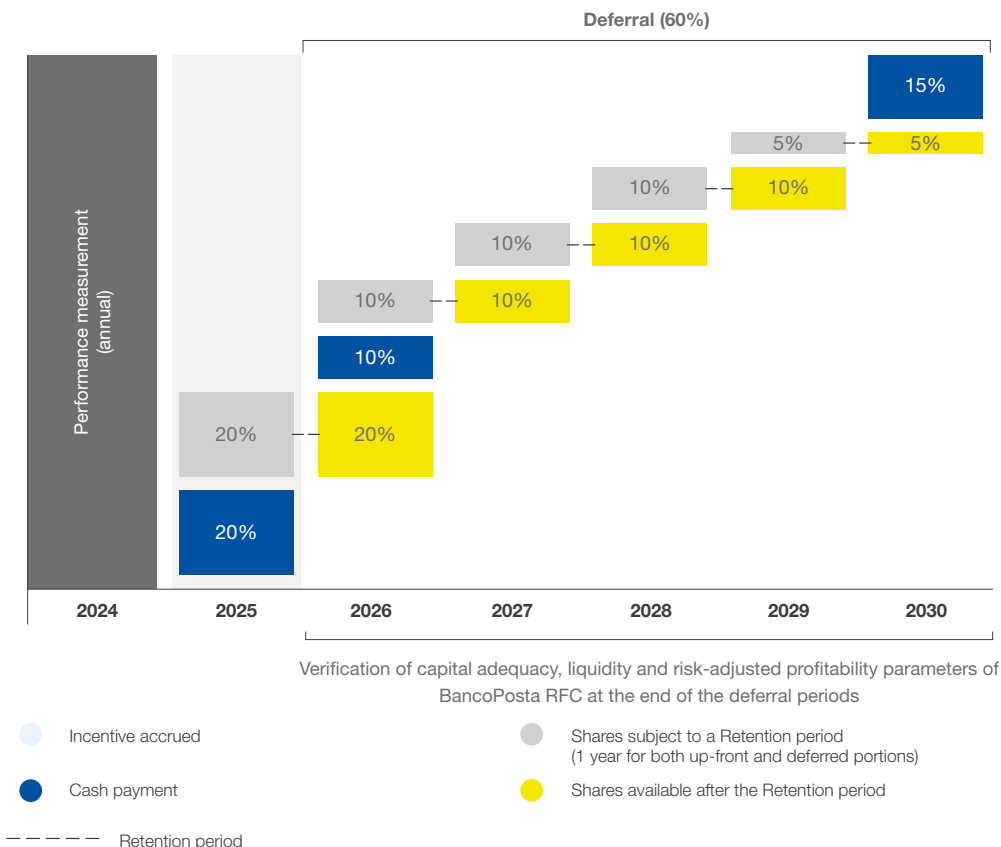 Deferral (60%)
15%
5% 5%
10% 10%
10% 10%
10% 10%
10%
20% 20%
20%
Performance measurement
(annual)
2024 2025 2026 2027 2028 2029 2030
Verification of capital adequacy, liquidity and risk-adjusted profitability parameters of
BancoPosta RFC at the end of the deferral periods
Incentive accrued
Shares subject to a Retention period
(1 year for both up-front and deferred portions)
Cash payment
Shares available after the Retention period
Retention period